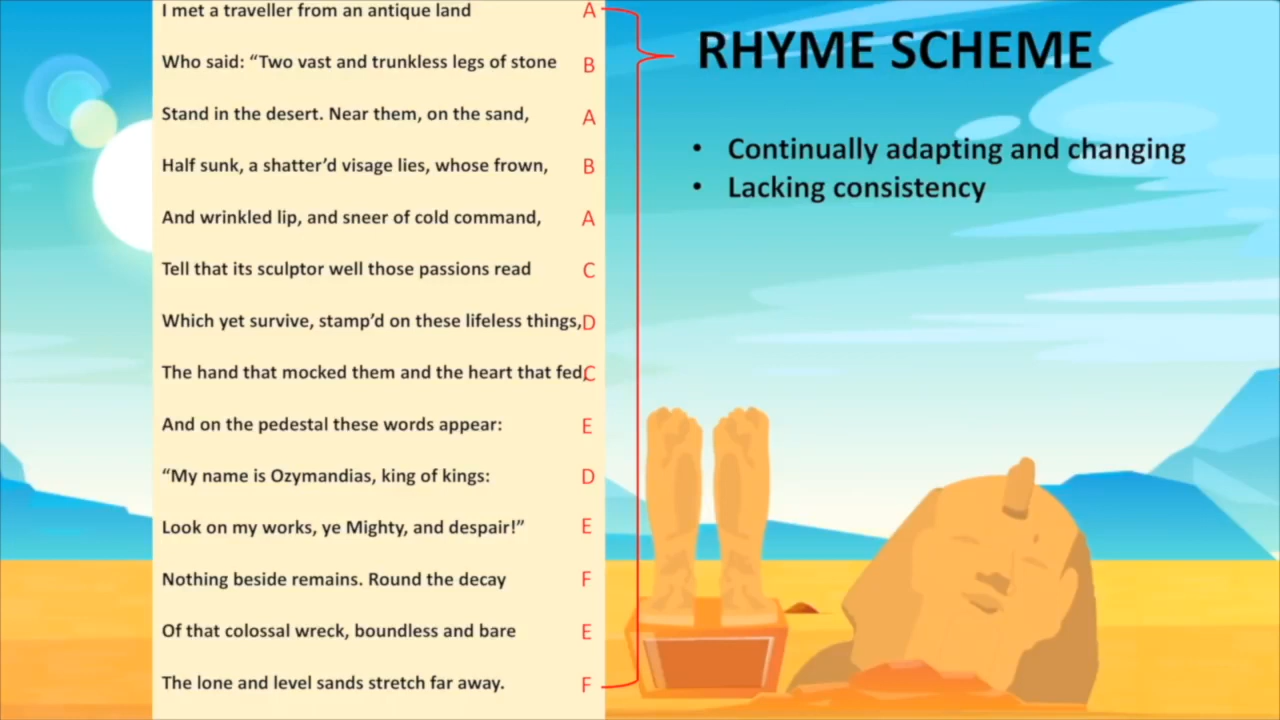 I met a traveller from an antique land A
Who said: “Two vast and trunkless legs of stone B
Stand in the desert. Near them, on the sand, A
Half sunk, a shatter’d visage lies, whose frown, B
And wrinkled lip, and sneer of cold command, A
Tell that its sculptor well those passions read C
Which yet survive, stamp’d on these lifeless things, D
The hand that mocked them and the heart that fed, C
And on the pedestal these words appear: E
“My name is Ozymandias, king of kings: D
Look on my works, ye Mighty, and despair!” E
Nothing beside remains. Round the decay F
Of that colossal wreck, boundless and bare E
The lone and level sands stretch far away. F
RHYME SCHEME
• Continually adapting and changing
• Lacking consistency